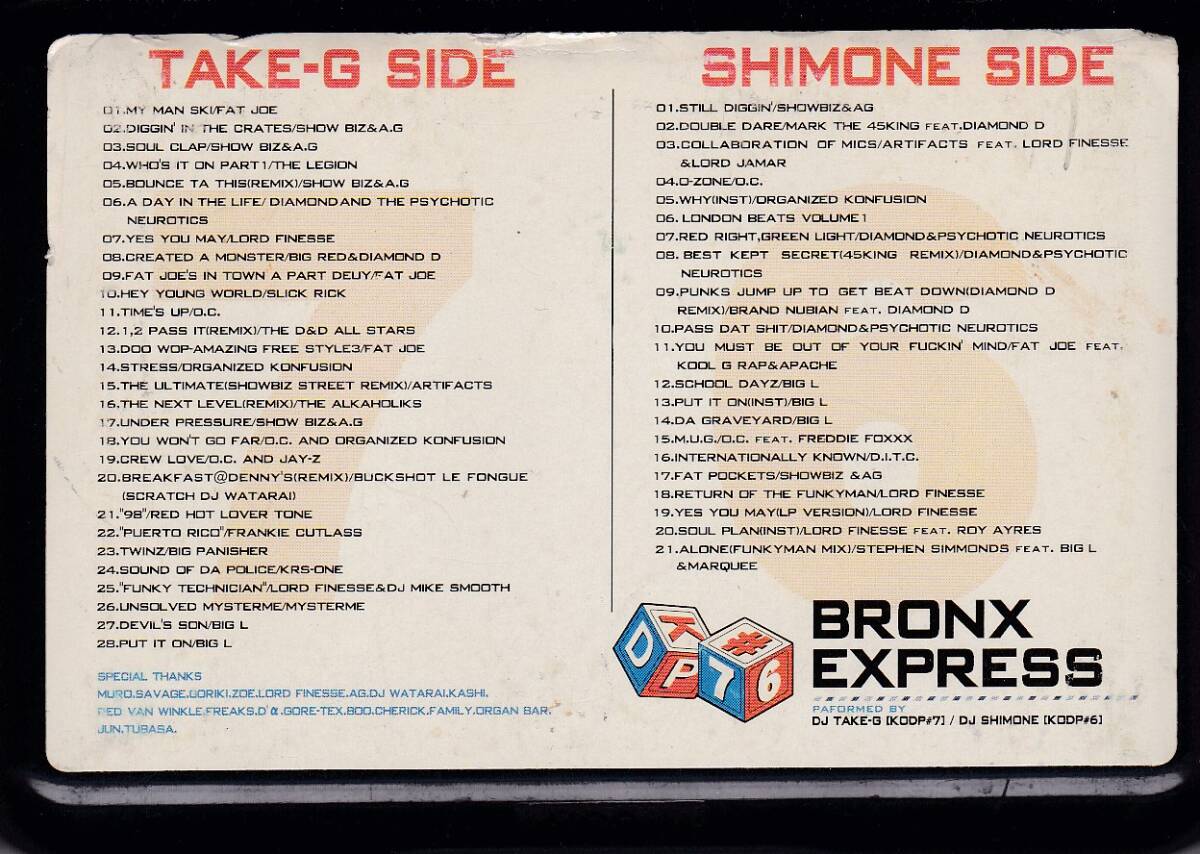 TAKE-G SIDE
01.MY MAN SKI/FAT JOE
02.DIGGIN' IN THE CRATES/SHOW BIZ&A.G
03.SOUL CLAP/SHOW BIZ&A.G
04.WHO'S IT ON PART1/THE LEGION
05.BOUNCE TA THIS(REMIX)/SHOW BIZ&A.G
06.A DAY IN THE LIFE/ DIAMOND AND THE PSYCHOTIC
NEUROTICS
07.YES YOU MAY/LORD FINESSE
08.CREATED A MONSTER/BIG RED&DIAMOND D
09.FAT JOE'S IN TOWN A PART DEUY/FAT JOE
10.HEY YOUNG WORLD/SLICK RICK
11.TIME'S UP/O.C.
12.1,2 PASS IT(REMIX)/THE D&D ALL STARS
13.DOO WOP-AMAZING FREE STYLE3/FAT JOE
14.STRESS/ORGANIZED KONFUSION
15.THE ULTIMATE(SHOWBIZ STREET REMIX)/ARTIFACTS
16.THE NEXT LEVEL(REMIX)/THE ALKAHOLIKS
17.UNDER PRESSURE/SHOW BIZ&A.G
18.YOU WON'T GO FAR/O.C. AND ORGANIZED KONFUSION
19.CREW LOVE/O.C. AND JAY-Z
20.BREAKFAST@DENNY'S(REMIX)/BUCKSHOT LE FONGUE
(SCRATCH DJ WATARAI)
21."98"/RED HOT LOVER TONE
22."PUERTO RICO"/FRANKIE CUTLASS
23.TWINZ/BIG PANISHER
24.SOUND OF DA POLICE/KRS-ONE
25."FUNKY TECHNICIAN"/LORD FINESSE&DJ MIKE SMOOTH
26.UNSOLVED MYSTERME/MYSTERME
27.DEVIL'S SON/BIG L
28.PUT IT ON/BIG L
SPECIAL THANKS
MURO.SAVAGE.GORIKI.ZOE.LORD FINESSE.AG.DJ WATARAI.KASHI.
RED VAN WINKLE.FREAKS.D'α.GORE-TEX.BOO.CHERICK.FAMILY.ORGAN BAR.
JUN.TUBASA.
SHIMONE SIDE
01.STILL DIGGIN'/SHOWBIZ&AG
02.DOUBLE DARE/MARK THE 45KING FEAT.DIAMOND D
03.COLLABORATION OF MICS/ARTIFACTS FEAT. LORD FINESSE
&LORD JAMAR
04.O-ZONE/O.C.
05.WHY(INST)/ORGANIZED KONFUSION
06. LONDON BEATS VOLUME1
07.RED RIGHT,GREEN LIGHT/DIAMOND&PSYCHOTIC NEUROTICS
08. BEST KEPT SECRET(45KING REMIX)/DIAMOND&PSYCHOTIC
NEUROTICS
09.PUNKS JUMP UP TO GET BEAT DOWN(DIAMOND D
REMIX)/BRAND NUBIAN FEAT. DIAMOND D
10.PASS DAT SHIT/DIAMOND&PSYCHOTIC NEUROTICS
11.YOU MUST BE OUT OF YOUR FUCKIN' MIND/FAT JOE FEAT.
KOOL G RAP&APACHE
12.SCHOOL DAYZ/BIG L
13.PUT IT ON(INST)/BIG L
14.DA GRAVEYARD/BIG L
15.M.U.G./O.C. FEAT. FREDDIE FOXXX
16.INTERNATIONALLY KNOWN/D.I.T.C.
17.FAT POCKETS/SHOWBIZ &AG
18.RETURN OF THE FUNKYMAN/LORD FINESSE
19.YES YOU MAY(LP VERSION)/LORD FINESSE
20.SOUL PLAN(INST)/LORD FINESSE FEAT. ROY AYRES
21.ALONE(FUNKYMAN MIX)/STEPHEN SIMMONDS FEAT. BIG L
&MARQUEE
K
D
P
#
7
6
BRONX
EXPRESS
PAFORMED BY
DJ TAKE-G [KODP#7] / DJ SHIMONE [KODP#6]